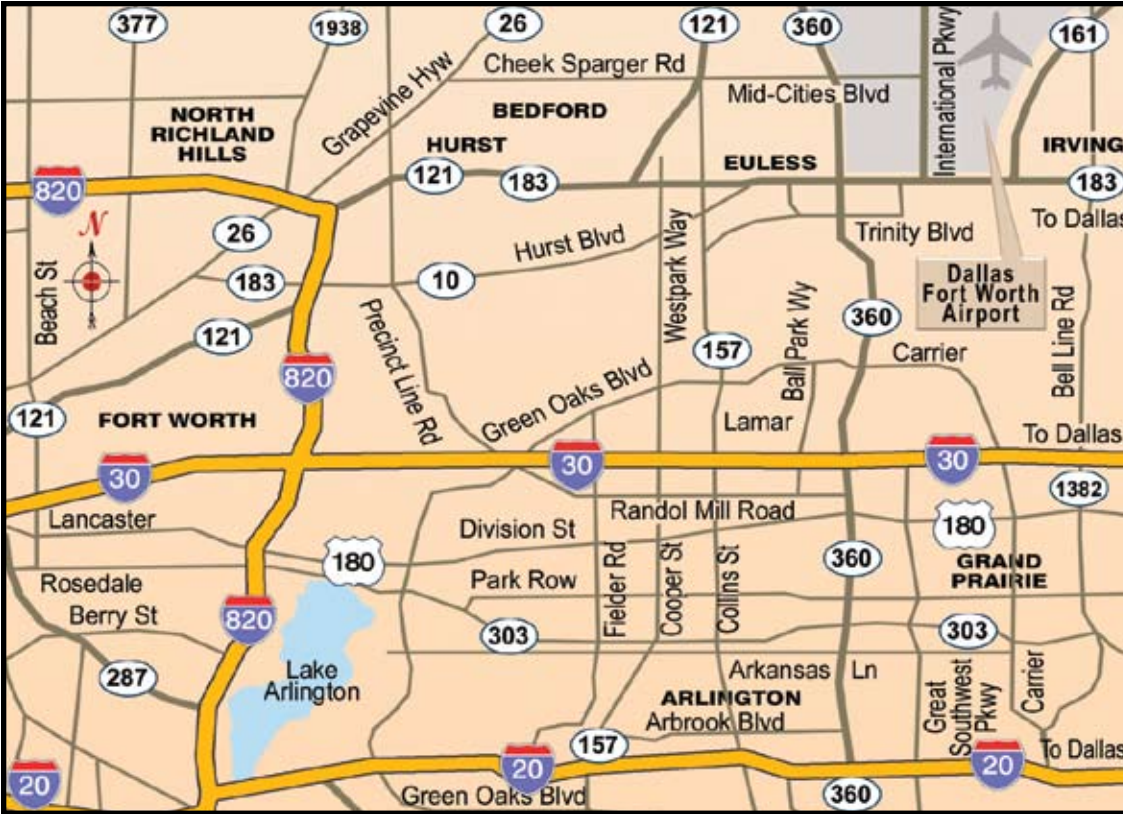 377
1938
26
121
360
International Pkwy
161
Cheek Sparger Rd
Mid-Cities Blvd
Grapevine Hyw
NORTH
RICHLAND
HILLS
BEDFORD
HURST
EULESS
IRVING
820
121
183
183
To Dallas
26
Hurst Blvd
Westpark Way
Trinity Blvd
Beach St
N
s
183
10
Dallas
Fort Worth
Airport
Bell Line Rd
121
Precinct Line Rd
360
820
157
Ball Park Wy
Carrier
Green Oaks Blvd
121
FORT WORTH
Lamar
To Dallas
30
30
30
1382
Lancaster
Randol Mill Road
Division St
180
180
360
GRAND
PRAIRIE
Rosedale
Park Row
Fielder Rd
Cooper St
Collins St
Berry St
820
303
303
Lake
Arlington
287
Arkansas Ln
Great
Southwest
Pkwy
Carrier
ARLINGTON
Arbrook Blvd
157
To Dallas
20
20
20
Green Oaks Blvd
360